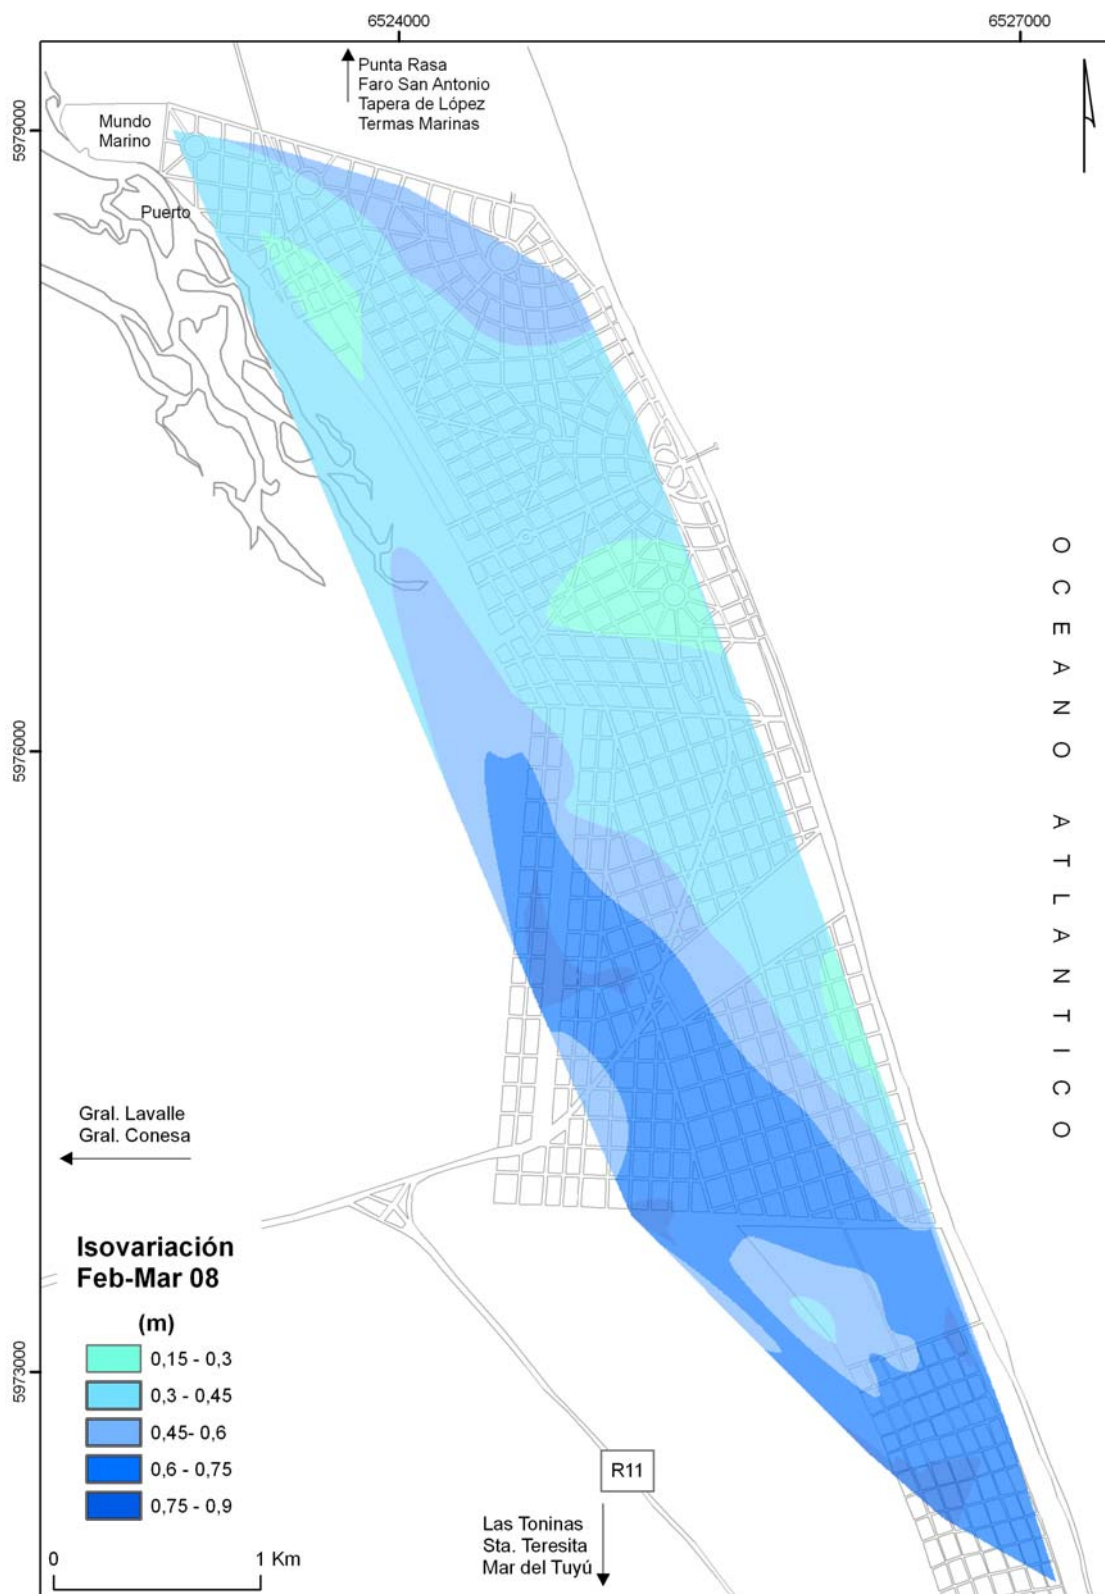 6524000
6527000
Punta Rasa
Faro San Antonio
Tapera de López
Termas Marinas
5979000
Mundo
Marino
Puerto
OCEANO ATLANTICO
5976000
Gral. Lavalle
Gral. Conesa
Isovariación
Feb-Mar 08
(m)
0,15 - 0,3
0,3 - 0,45
0,45- 0,6
0,6 - 0,75
0,75 - 0,9
5973000
R11
Las Toninas
Sta. Teresita
Mar del Tuyú
0
1 Km